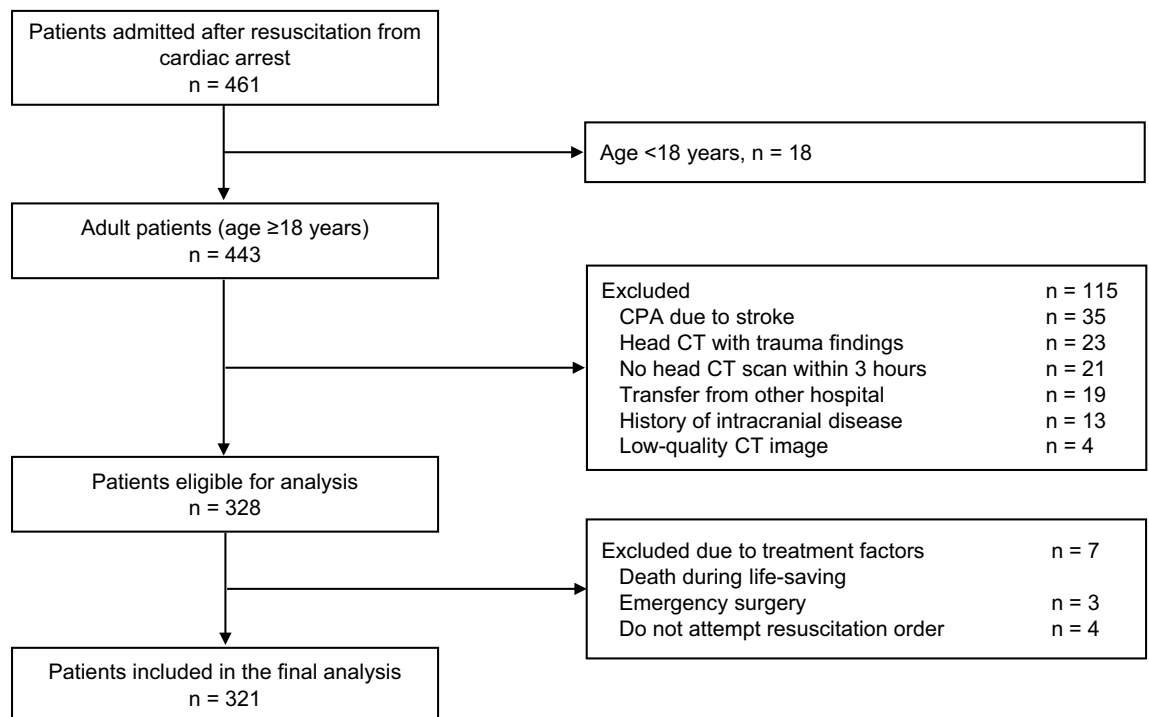 Patients admitted after resuscitation from
cardiac arrest
n = 461
Age <18 years, n = 18
Adult patients (age ≥18 years)
n = 443
Excluded n = 115
CPA due to stroke n = 35
Head CT with trauma findings n = 23
No head CT scan within 3 hours n = 21
Transfer from other hospital n = 19
History of intracranial disease n = 13
Low-quality CT image n = 4
Patients eligible for analysis
n = 328
Excluded due to treatment factors n = 7
Death during life-saving
Emergency surgery n = 3
Do not attempt resuscitation order n = 4
Patients included in the final analysis
n = 321